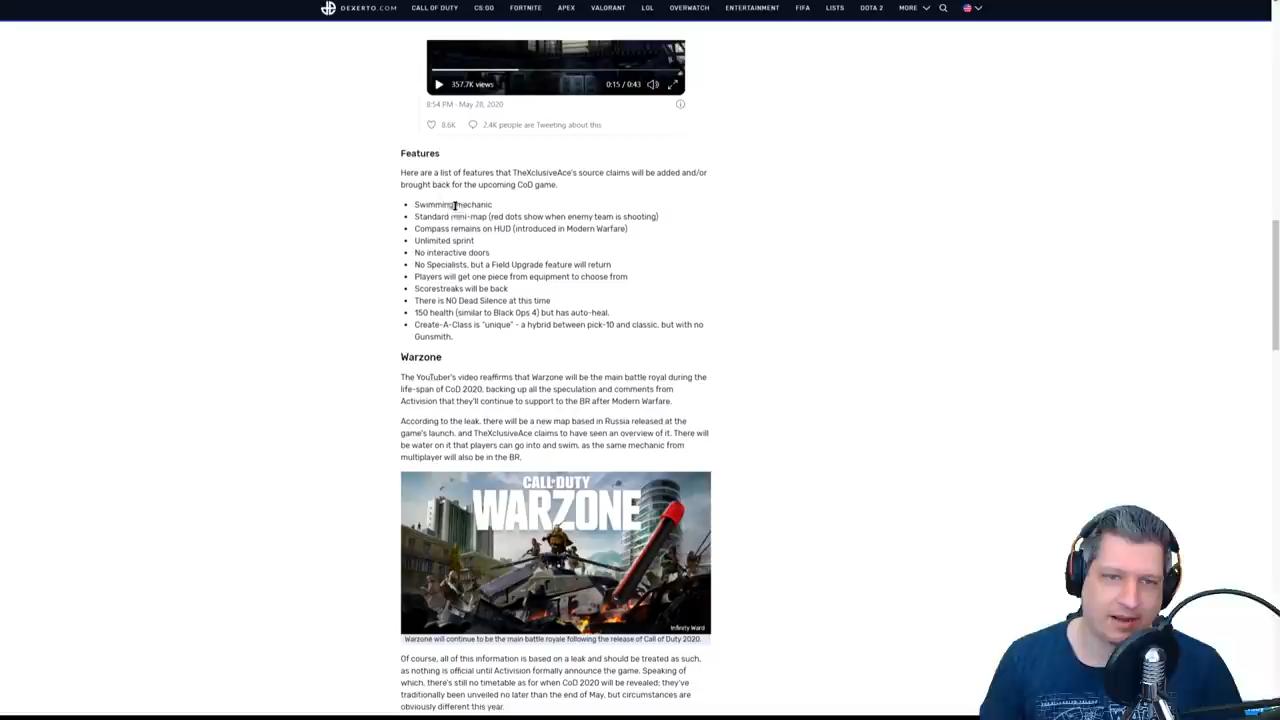 DEXERTO.COM CALL OF DUTY CS:GO FORTNITE APEX VALORANT LOL OVERWATCH ENTERTAINMENT FIFA LISTS DOTA 2 MORE
357.7K views 0:15 / 0:43
8:54 PM · May 28, 2020
8.6K 2.4K people are Tweeting about this
Features
Here are a list of features that TheXclusiveAce's source claims will be added and/or
brought back for the upcoming CoD game.
• Swimming mechanic
• Standard mini-map (red dots show when enemy team is shooting)
• Compass remains on HUD (introduced in Modern Warfare)
• Unlimited sprint
• No interactive doors
• No Specialists, but a Field Upgrade feature will return
• Players will get one piece from equipment to choose from
• Scorestreaks will be back
• There is NO Dead Silence at this time
• 150 health (similar to Black Ops 4) but has auto-heal.
• Create-A-Class is "unique" - a hybrid between pick-10 and classic, but with no
Gunsmith.
Warzone
The YouTuber's video reaffirms that Warzone will be the main battle royal during the
life-span of CoD 2020, backing up all the speculation and comments from
Activision that they'll continue to support to the BR after Modern Warfare.
According to the leak, there will be a new map based in Russia released at the
game's launch, and TheXclusiveAce claims to have seen an overview of it. There will
be water on it that players can go into and swim, as the same mechanic from
multiplayer will also be in the BR.
CALL OF DUTY
WARZONE
Infinity Ward
Warzone will continue to be the main battle royale following the release of Call of Duty 2020.
Of course, all of this information is based on a leak and should be treated as such,
as nothing is official until Activision formally announce the game. Speaking of
which, there's still no timetable as for when CoD 2020 will be revealed; they've
traditionally been unveiled no later than the end of May, but circumstances are
obviously different this year.